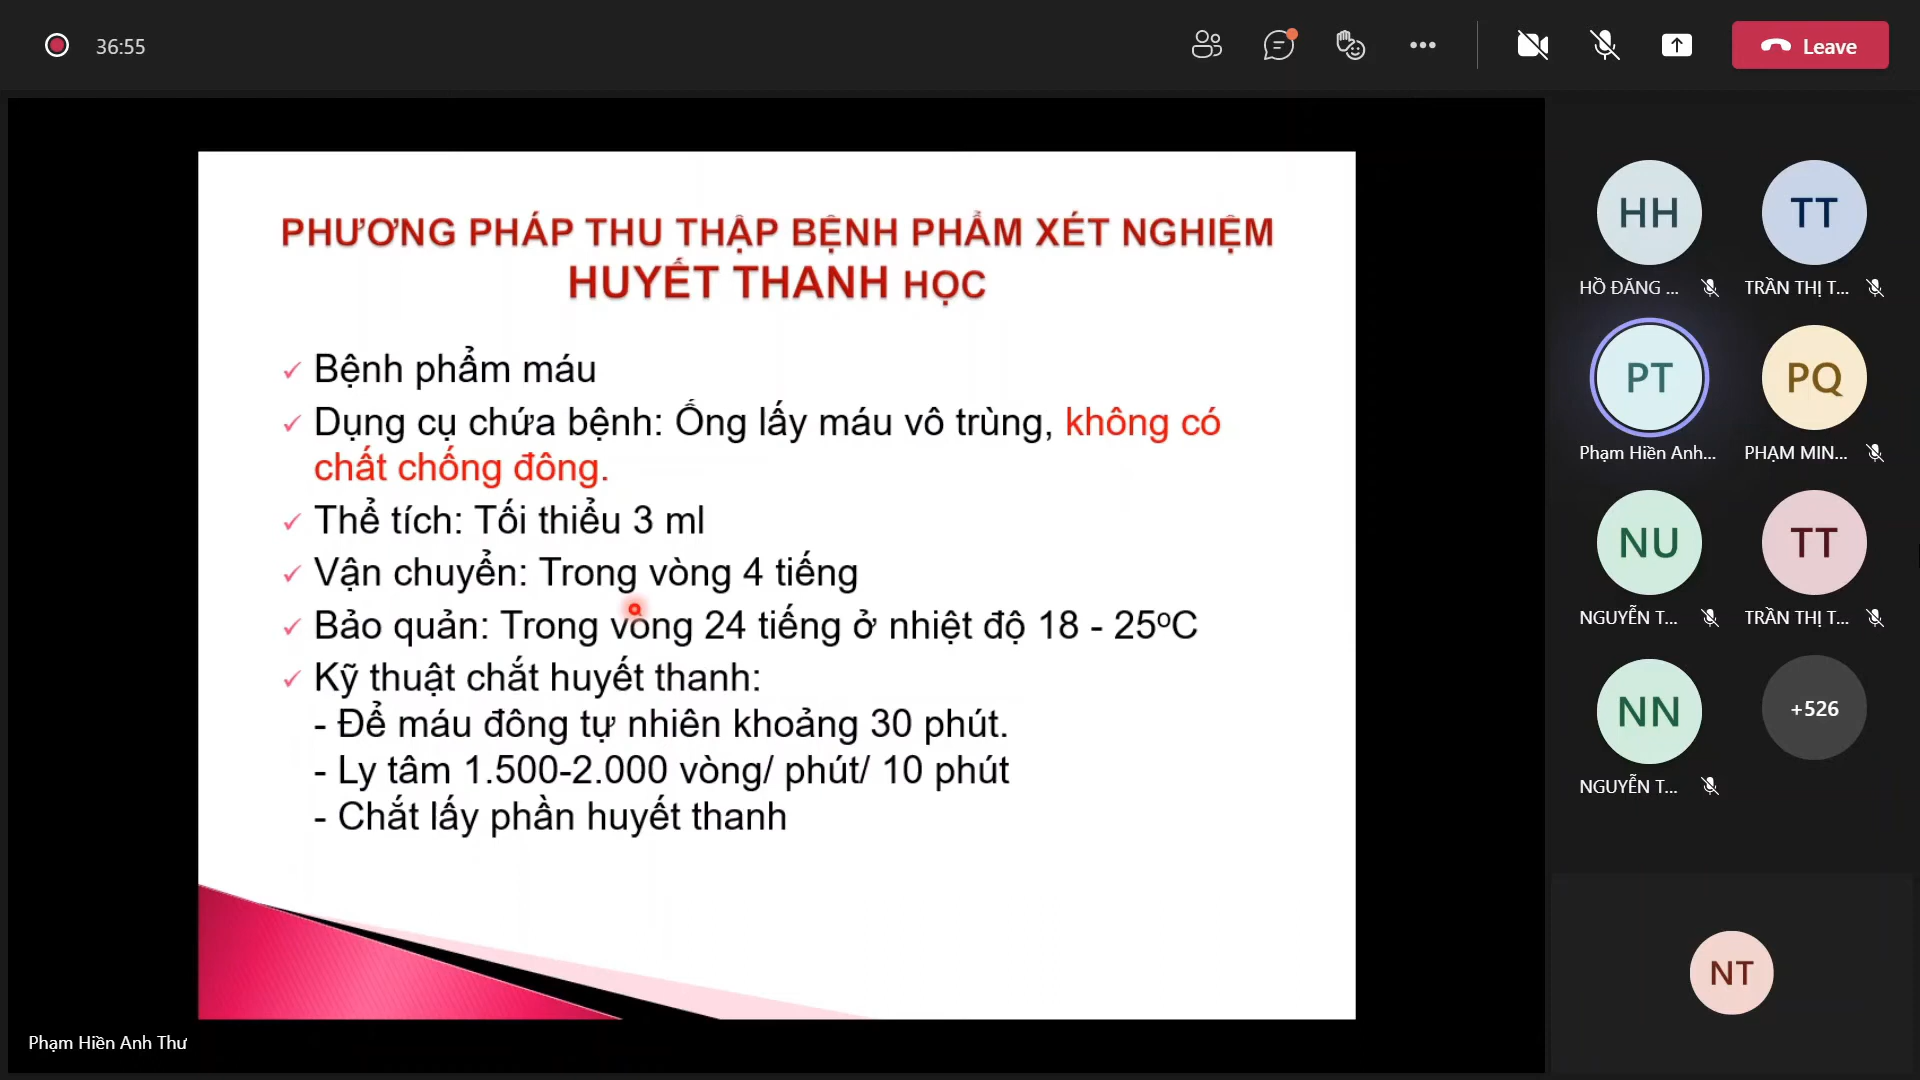 36:55
Leave
PHƯƠNG PHÁP THU THẬP BỆNH PHẨM XÉT NGHIỆM
HUYẾT THANH HỌC
✓ Bệnh phẩm máu
✓ Dụng cụ chứa bệnh: Ống lấy máu vô trùng, không có
chất chống đông.
✓ Thể tích: Tối thiểu 3 ml
✓ Vận chuyển: Trong vòng 4 tiếng
✓ Bảo quản: Trong vòng 24 tiếng ở nhiệt độ 18 - 25ºC
✓ Kỹ thuật chắt huyết thanh:
- Để máu đông tự nhiên khoảng 30 phút.
- Ly tâm 1.500-2.000 vòng/ phút/ 10 phút
- Chắt lấy phần huyết thanh
Phạm Hiền Anh Thư
HH TT
HỒ ĐĂNG ... TRẦN THỊ T...
PT PQ
Phạm Hiền Anh... PHẠM MIN...
NU TT
NGUYỄN T... TRẦN THỊ T...
NN +526
NGUYỄN T...
NT